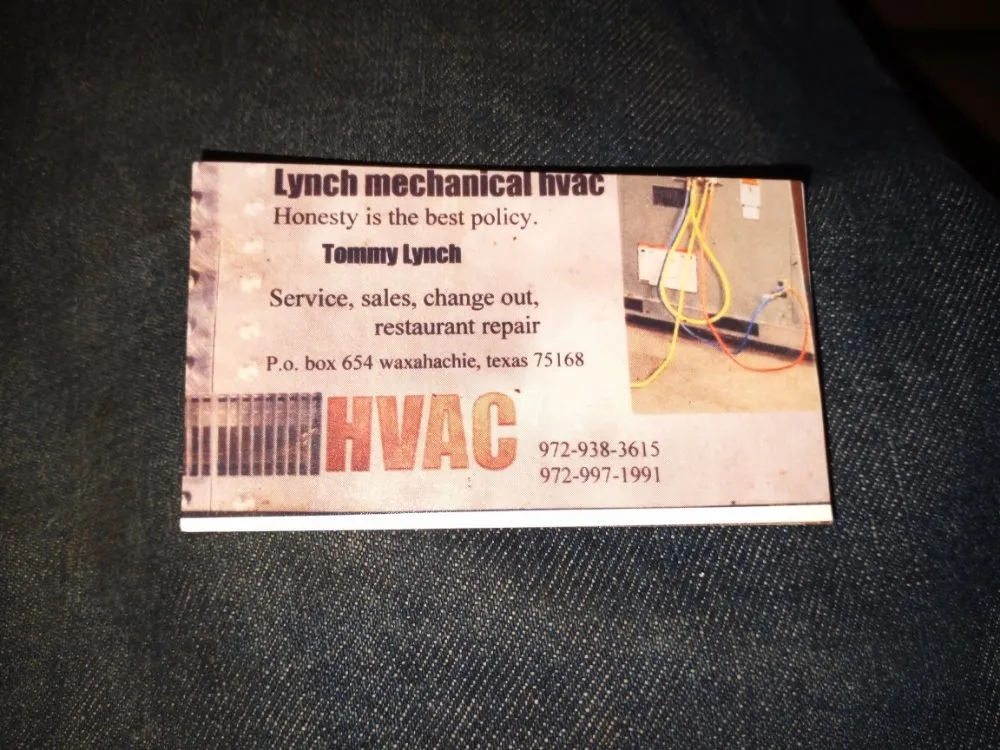 Lynch mechanical hvac
Honesty is the best policy.
Tommy Lynch
Service, sales, change out,
restaurant repair
P.o. box 654 waxahachie, texas 75168
HVAC
972-938-3615
972-997-1991